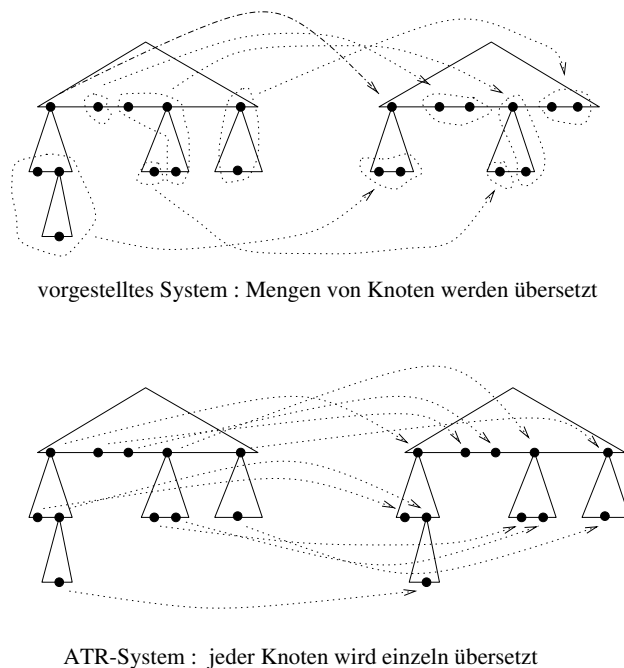 vorgestelltes System : Mengen von Knoten werden übersetzt
ATR-System : jeder Knoten wird einzeln übersetzt